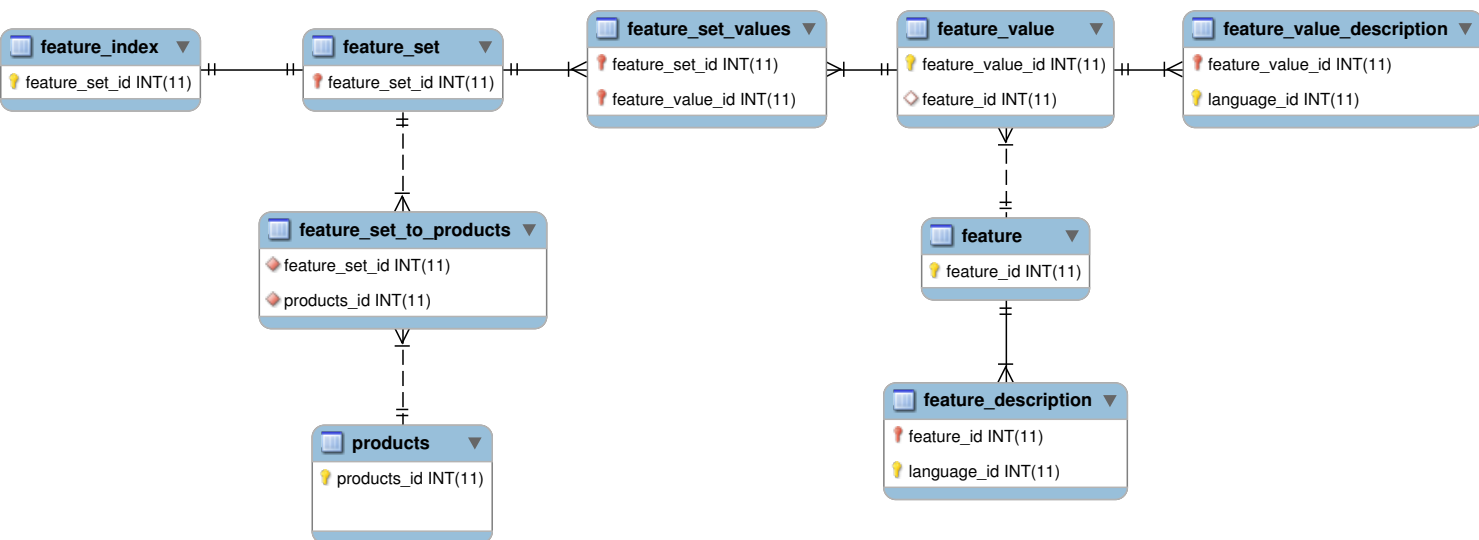 feature_index
feature_set_id INT(11)
feature_set
feature_set_id INT(11)
feature_set_values
feature_set_id INT(11)
feature_value_id INT(11)
feature_value
feature_value_id INT(11)
feature_id INT(11)
feature_value_description
feature_value_id INT(11)
language_id INT(11)
feature_set_to_products
feature_set_id INT(11)
products_id INT(11)
feature
feature_id INT(11)
products
products_id INT(11)
feature_description
feature_id INT(11)
language_id INT(11)